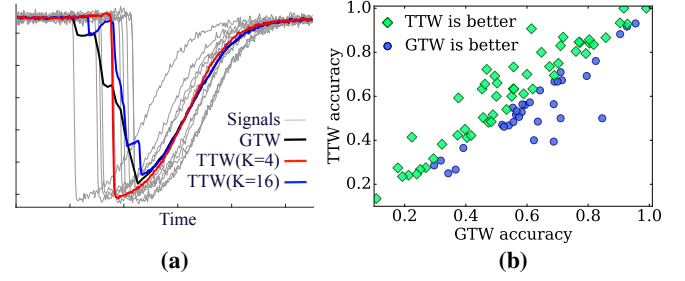 Signals
GTW
TTW(K=4)
TTW(K=16)
Time
(a)
TTW is better
GTW is better
1.0
0.8
0.6
0.4
0.2
TTW accuracy
0.2 0.4 0.6 0.8 1.0
GTW accuracy
(b)